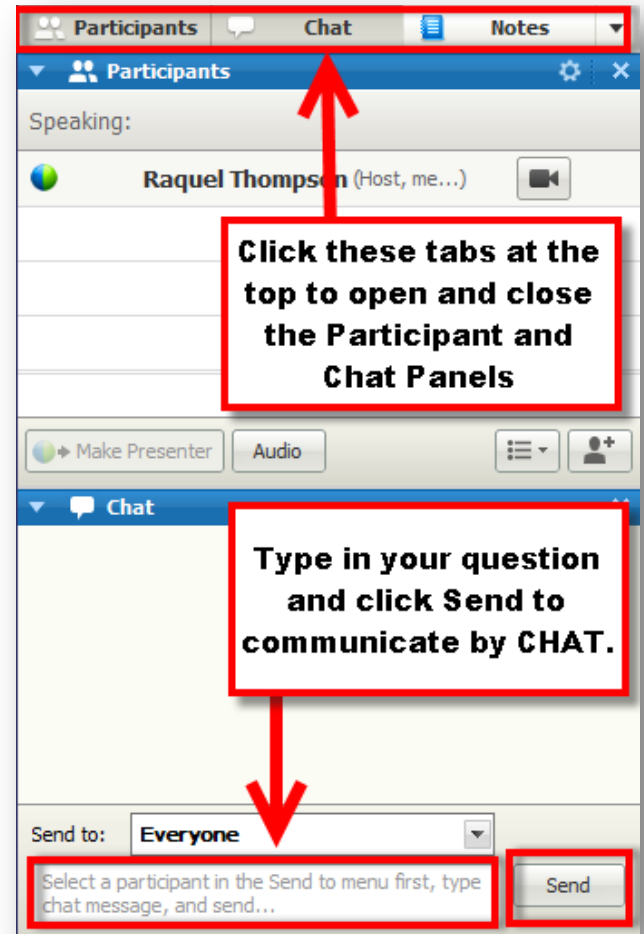 Participants Chat Notes
Participants
Speaking:
Raquel Thompson (Host, me...)
Click these tabs at the
top to open and close
the Participant and
Chat Panels
Make Presenter Audio
Chat
Type in your question
and click Send to
communicate by CHAT.
Send to: Everyone
Select a participant in the Send to menu first, type
chat message, and send...
Send